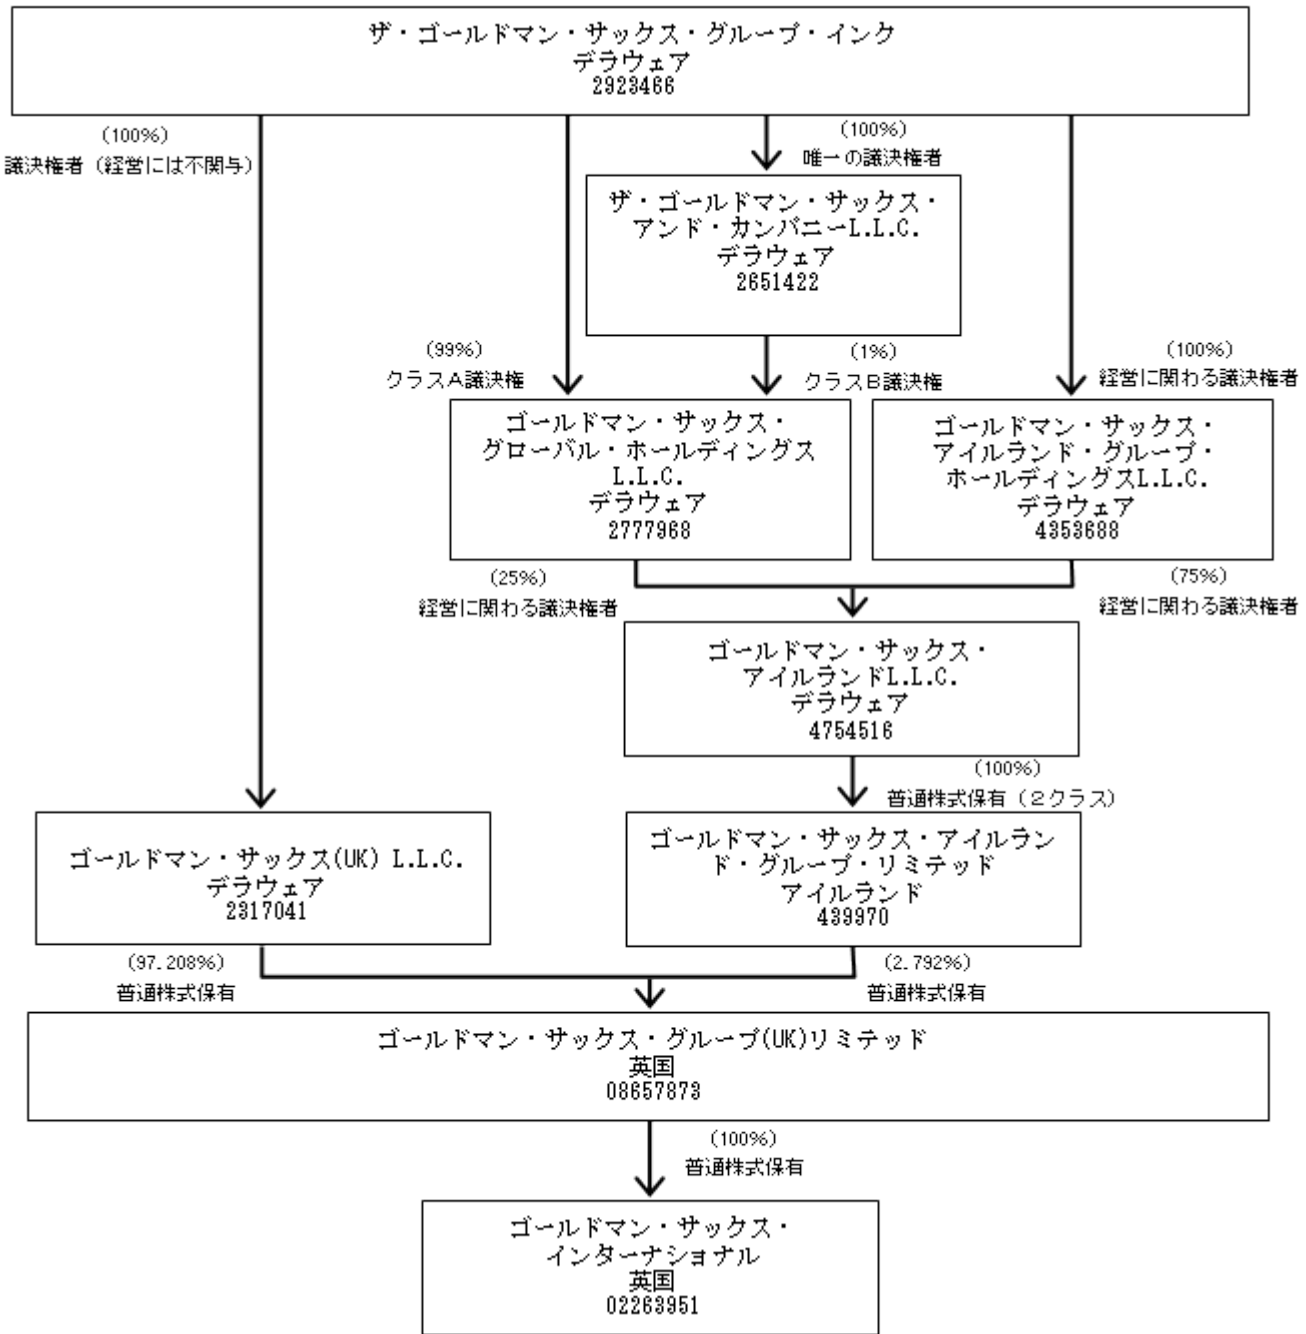 ザ・ゴールドマン・サックス・グループ・インク
デラウェア
2923466
(100%)
議決権者（経営には不関与）
(100%)
唯一の議決権者
ザ・ゴールドマン・サックス・
アンド・カンパニーL.L.C.
デラウェア
2651422
(99%)
クラスA議決権
(1%)
クラスB議決権
(100%)
経営に関わる議決権者
ゴールドマン・サックス・
グローバル・ホールディングス
L.L.C.
デラウェア
2777968
ゴールドマン・サックス・
アイルランド・グループ・
ホールディングスL.L.C.
デラウェア
4353688
(25%)
経営に関わる議決権者
(75%)
経営に関わる議決権者
ゴールドマン・サックス・
アイルランドL.L.C.
デラウェア
4754516
(100%)
普通株式保有（２クラス）
ゴールドマン・サックス(UK) L.L.C.
デラウェア
2317041
ゴールドマン・サックス・アイルラン
ド・グループ・リミテッド
アイルランド
439970
(97.208%)
普通株式保有
(2.792%)
普通株式保有
ゴールドマン・サックス・グループ(UK)リミテッド
英国
08657873
(100%)
普通株式保有
ゴールドマン・サックス・
インターナショナル
英国
02263951